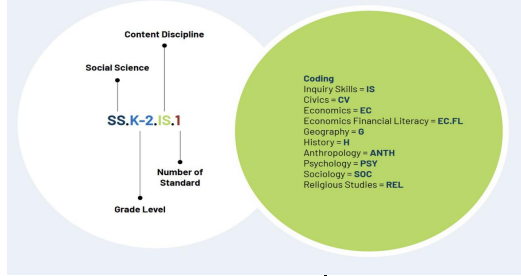 Content Discipline
Social Science
SS.K-2.IS.1
Number of
Standard
Grade Level
Coding
Inquiry Skills = IS
Civics = CV
Economics = EC
Economics Financial Literacy = EC.FL
Geography = G
History = H
Anthropology = ANTH
Psychology = PSY
Sociology = SOC
Religious Studies = REL